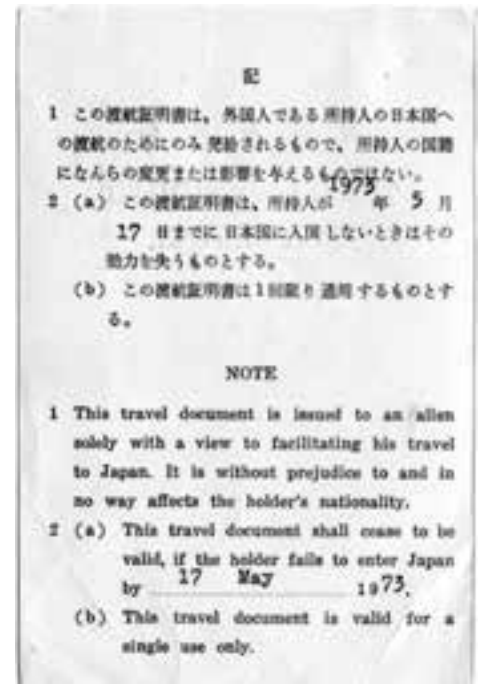 記
1 この渡航証明書は、外国人である所持人の日本国へ
の渡航のためにのみ発給されるもので、所持人の国籍
になんらの変更または影響を与えるものではない。
2 (a) この渡航証明書は、所持人が 1973 年 5 月
17 日までに日本国に入国しないときはその
効力を失うものとする。
(b) この渡航証明書は1回限り通用するものとす
る。
NOTE
1 This travel document is issued to an alien
solely with a view to facilitating his travel
to Japan. It is without prejudice to and in
no way affects the holder's nationality.
2 (a) This travel document shall cease to be
valid, if the holder fails to enter Japan
by 17 May 1973.
(b) This travel document is valid for a
single use only.